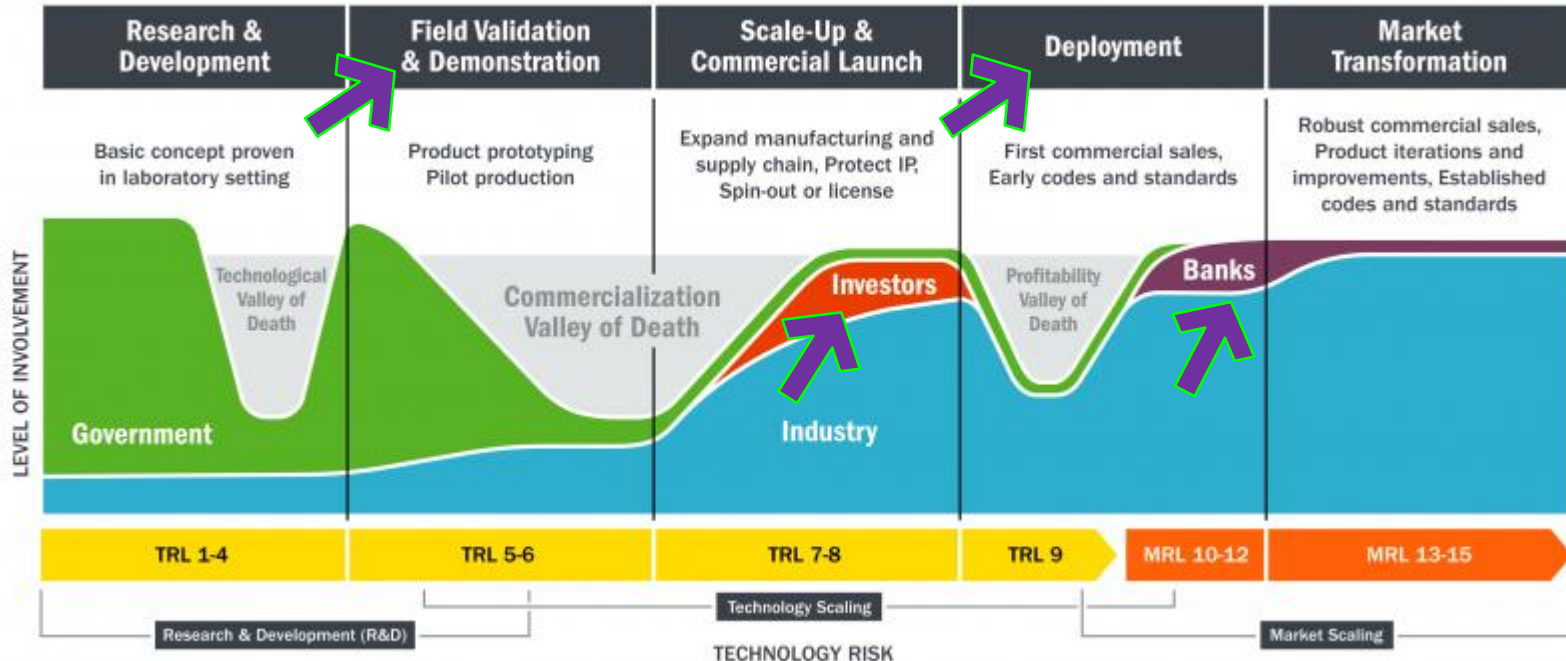 Research &
Development
Field Validation
& Demonstration
Scale-Up &
Commercial Launch
Deployment
Market
Transformation
Basic concept proven
in laboratory setting
Product prototyping
Pilot production
Expand manufacturing and
supply chain, Protect IP,
Spin-out or license
First commercial sales,
Early codes and standards
Robust commercial sales,
Product iterations and
improvements, Established
codes and standards
LEVEL OF INVOLVEMENT
Technological
Valley of
Death
Commercialization
Valley of Death
Investors
Profitability
Valley of
Death
Banks
Government
Industry
TRL 1-4
TRL 5-6
TRL 7-8
TRL 9
MRL 10-12
MRL 13-15
Technology Scaling
Research & Development (R&D)
Market Scaling
TECHNOLOGY RISK